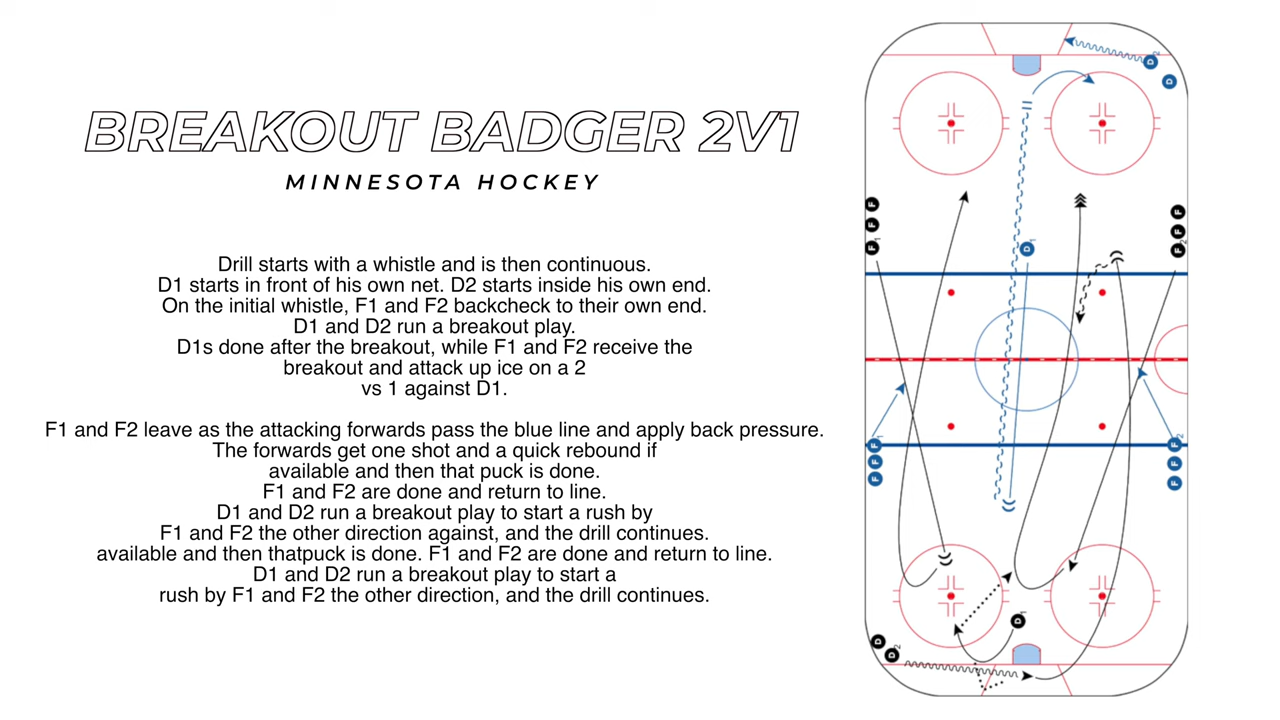 BREAKOUT BADGER 2V1
MINNESOTA HOCKEY
Drill starts with a whistle and is then continuous.
D1 starts in front of his own net. D2 starts inside his own end.
On the initial whistle, F1 and F2 backcheck to their own end.
D1 and D2 run a breakout play.
D1s done after the breakout, while F1 and F2 receive the
breakout and attack up ice on a 2
vs 1 against D1.
F1 and F2 leave as the attacking forwards pass the blue line and apply back pressure.
The forwards get one shot and a quick rebound if
available and then that puck is done.
F1 and F2 are done and return to line.
D1 and D2 run a breakout play to start a rush by
F1 and F2 the other direction against, and the drill continues.
available and then thatpuck is done. F1 and F2 are done and return to line.
D1 and D2 run a breakout play to start a
rush by F1 and F2 the other direction, and the drill continues.
D2
D
F
F
F1
F
F
F2
D1
F1
F
F
F2
F
F
D1
D
D2